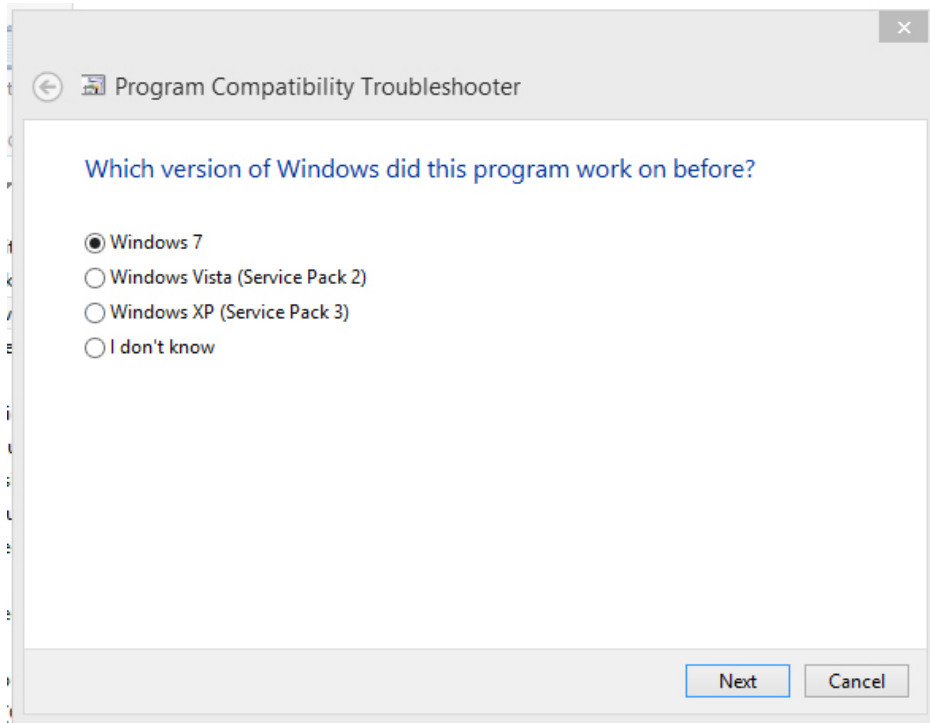 Program Compatibility Troubleshooter
Which version of Windows did this program work on before?
Windows 7
Windows Vista (Service Pack 2)
Windows XP (Service Pack 3)
I don't know
Next
Cancel